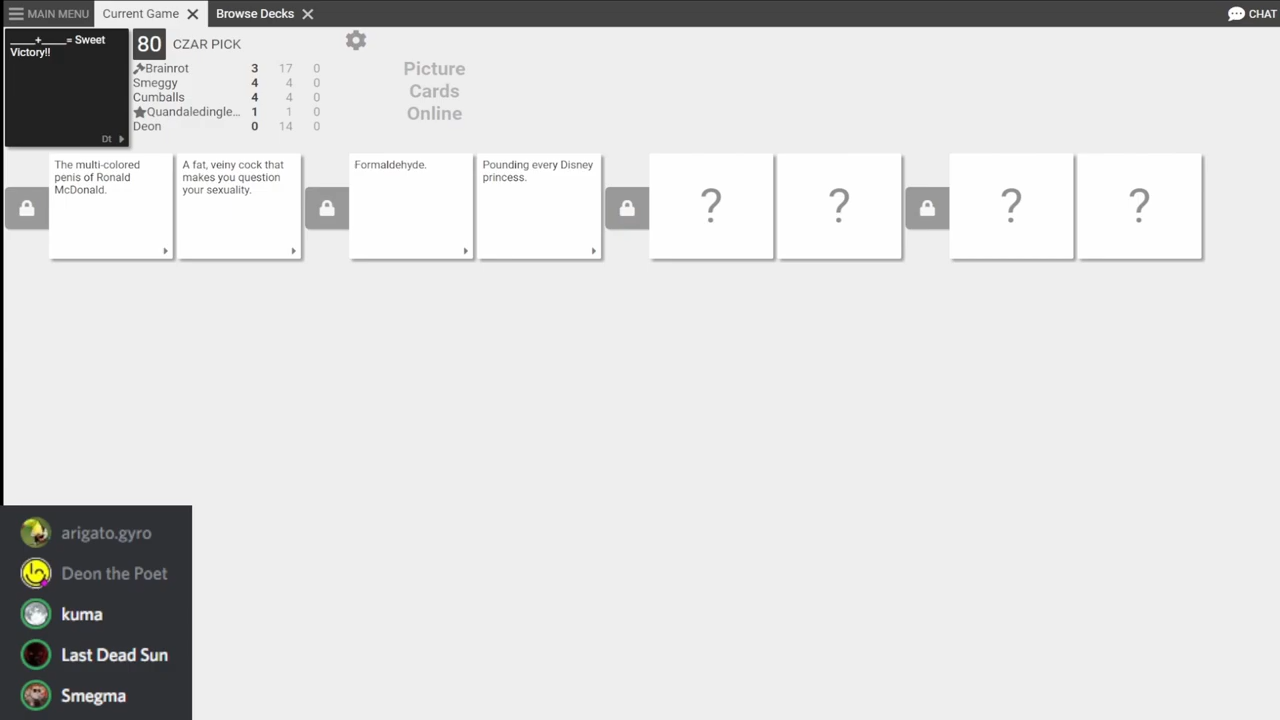 MAIN MENU
Current Game
Browse Decks
CHAT
_____+_____= Sweet
Victory!!
Dt
80 CZAR PICK
Brainrot 3 17 0
Smeggy 4 4 0
Cumballs 4 4 0
Quandaledingle... 1 1 0
Deon 0 14 0
Picture
Cards
Online
The multi-colored
penis of Ronald
McDonald.
A fat, veiny cock that
makes you question
your sexuality.
Formaldehyde.
Pounding every Disney
princess.
?
?
?
?
arigato.gyro
Deon the Poet
kuma
Last Dead Sun
Smegma